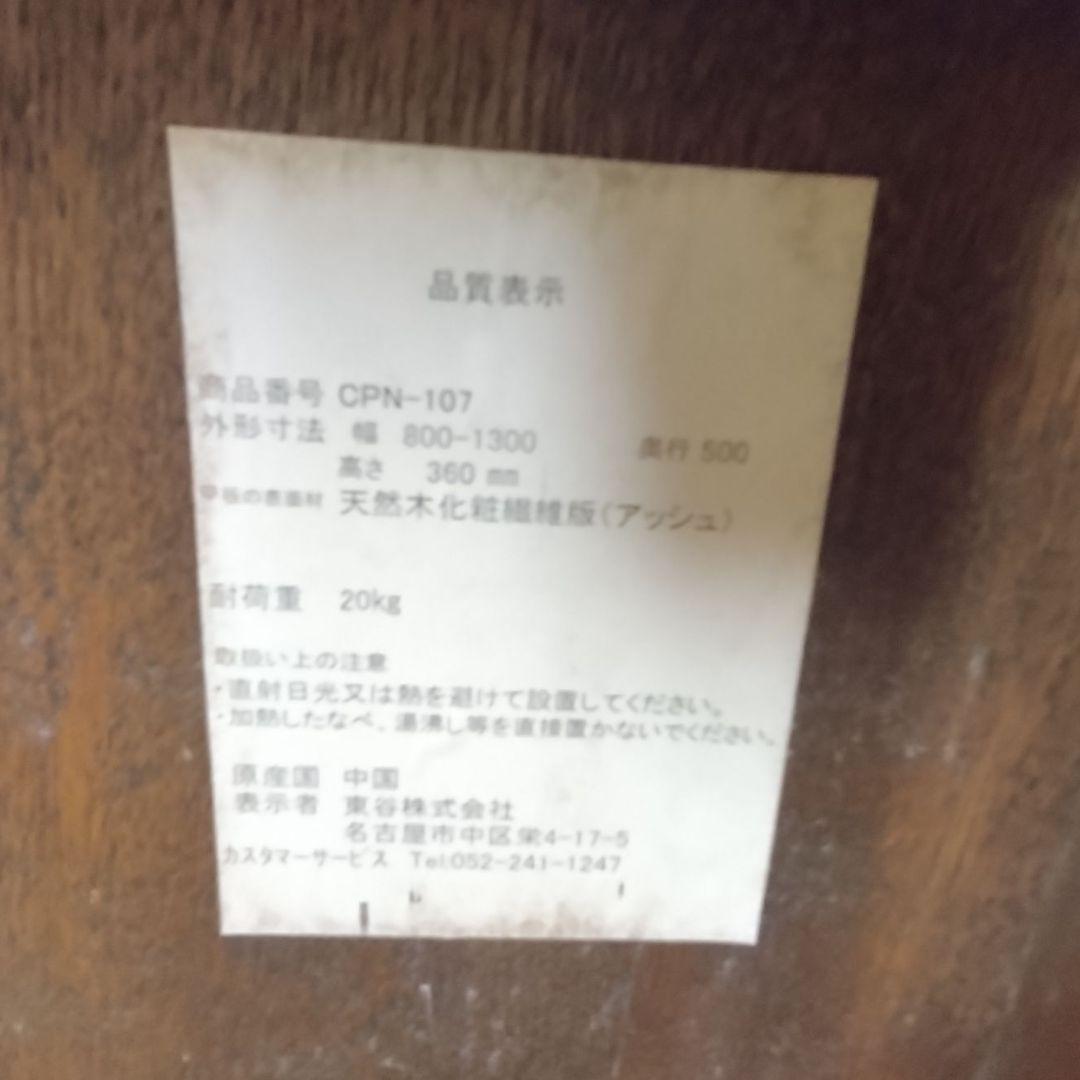 品質表示
商品番号 CPN-107
外形寸法 幅 800-1300 奥行 500
高さ 360 mm
甲板の表面材 天然木化粧繊維版(アッシュ)
耐荷重 20kg
取扱い上の注意
・直射日光又は熱を避けて設置してください。
・加熱したなべ、湯沸し等を直接置かないでください。
原産国 中国
表示者 東谷株式会社
名古屋市中区栄4-17-5
カスタマーサービス Tel:052-241-1247